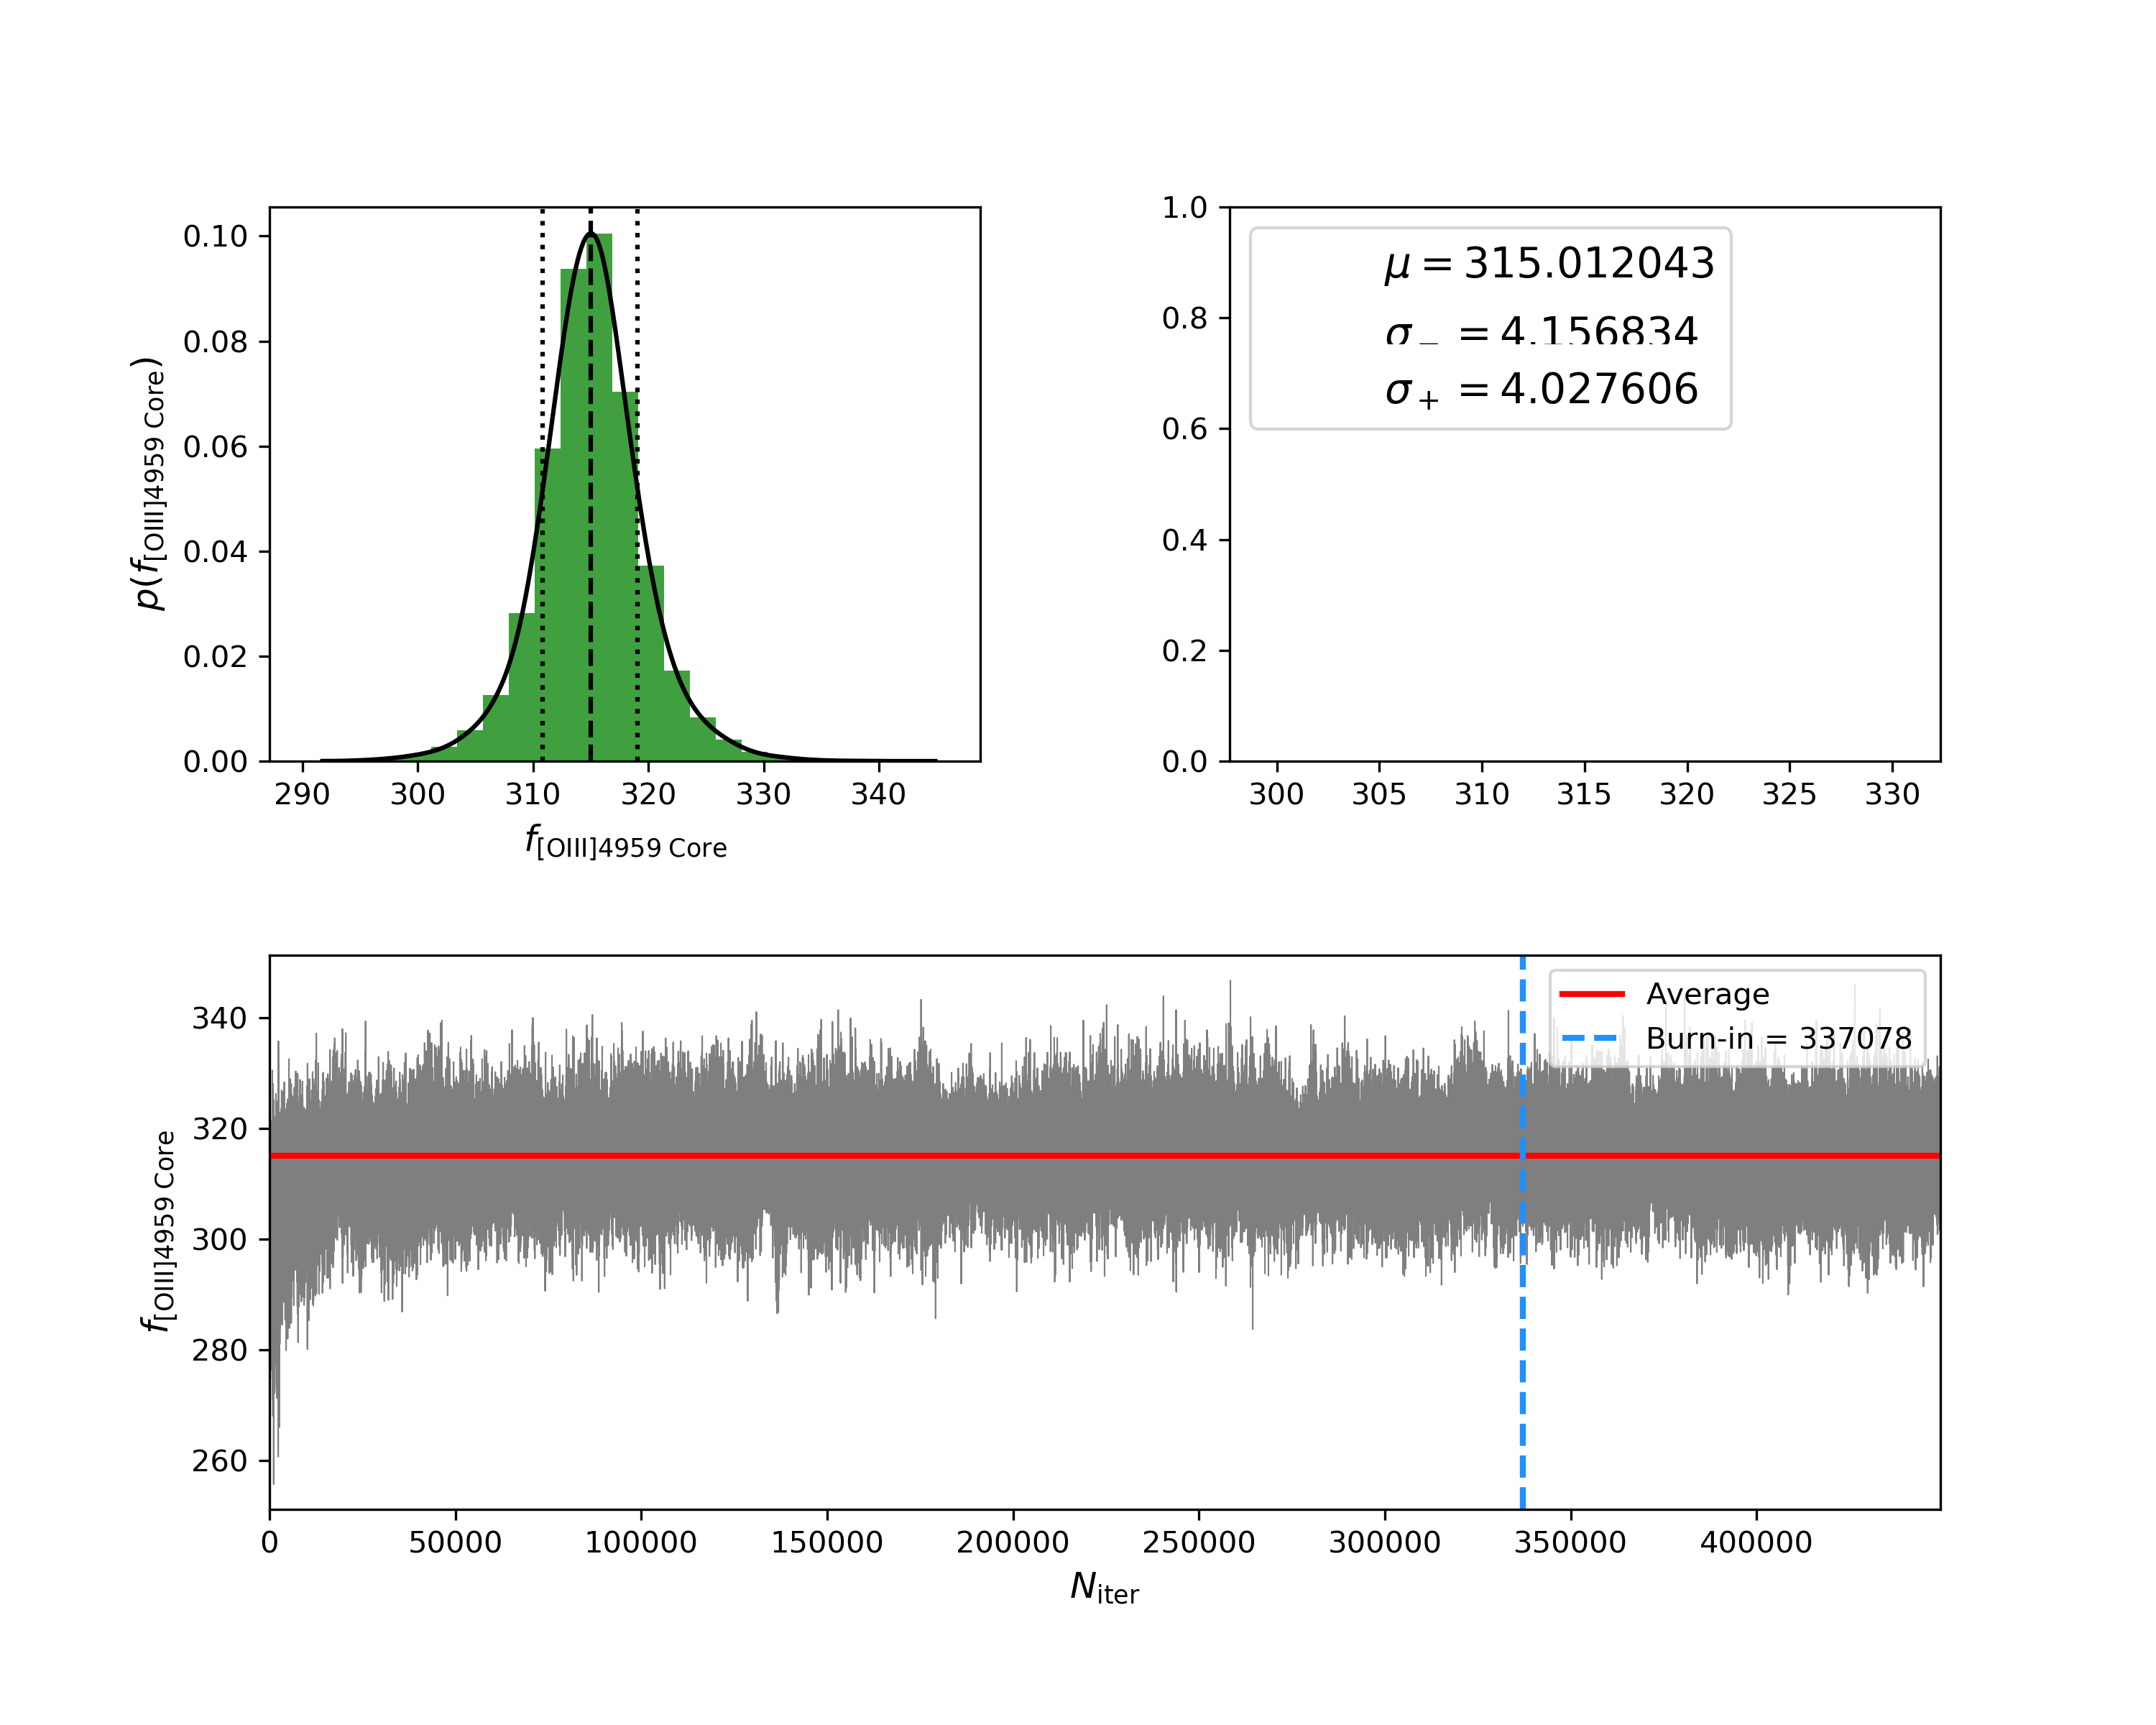 0.10
0.08
0.06
0.04
0.02
0.00
p(f[OIII]4959 Core)
290 300 310 320 330 340
f[OIII]4959 Core
1.0
0.8
0.6
0.4
0.2
0.0
μ = 315.012043
σ− = 4.156834
σ+ = 4.027606
300 305 310 315 320 325 330
340
320
300
280
260
f[OIII]4959 Core
Average
Burn-in = 337078
0 50000 100000 150000 200000 250000 300000 350000 400000
Niter